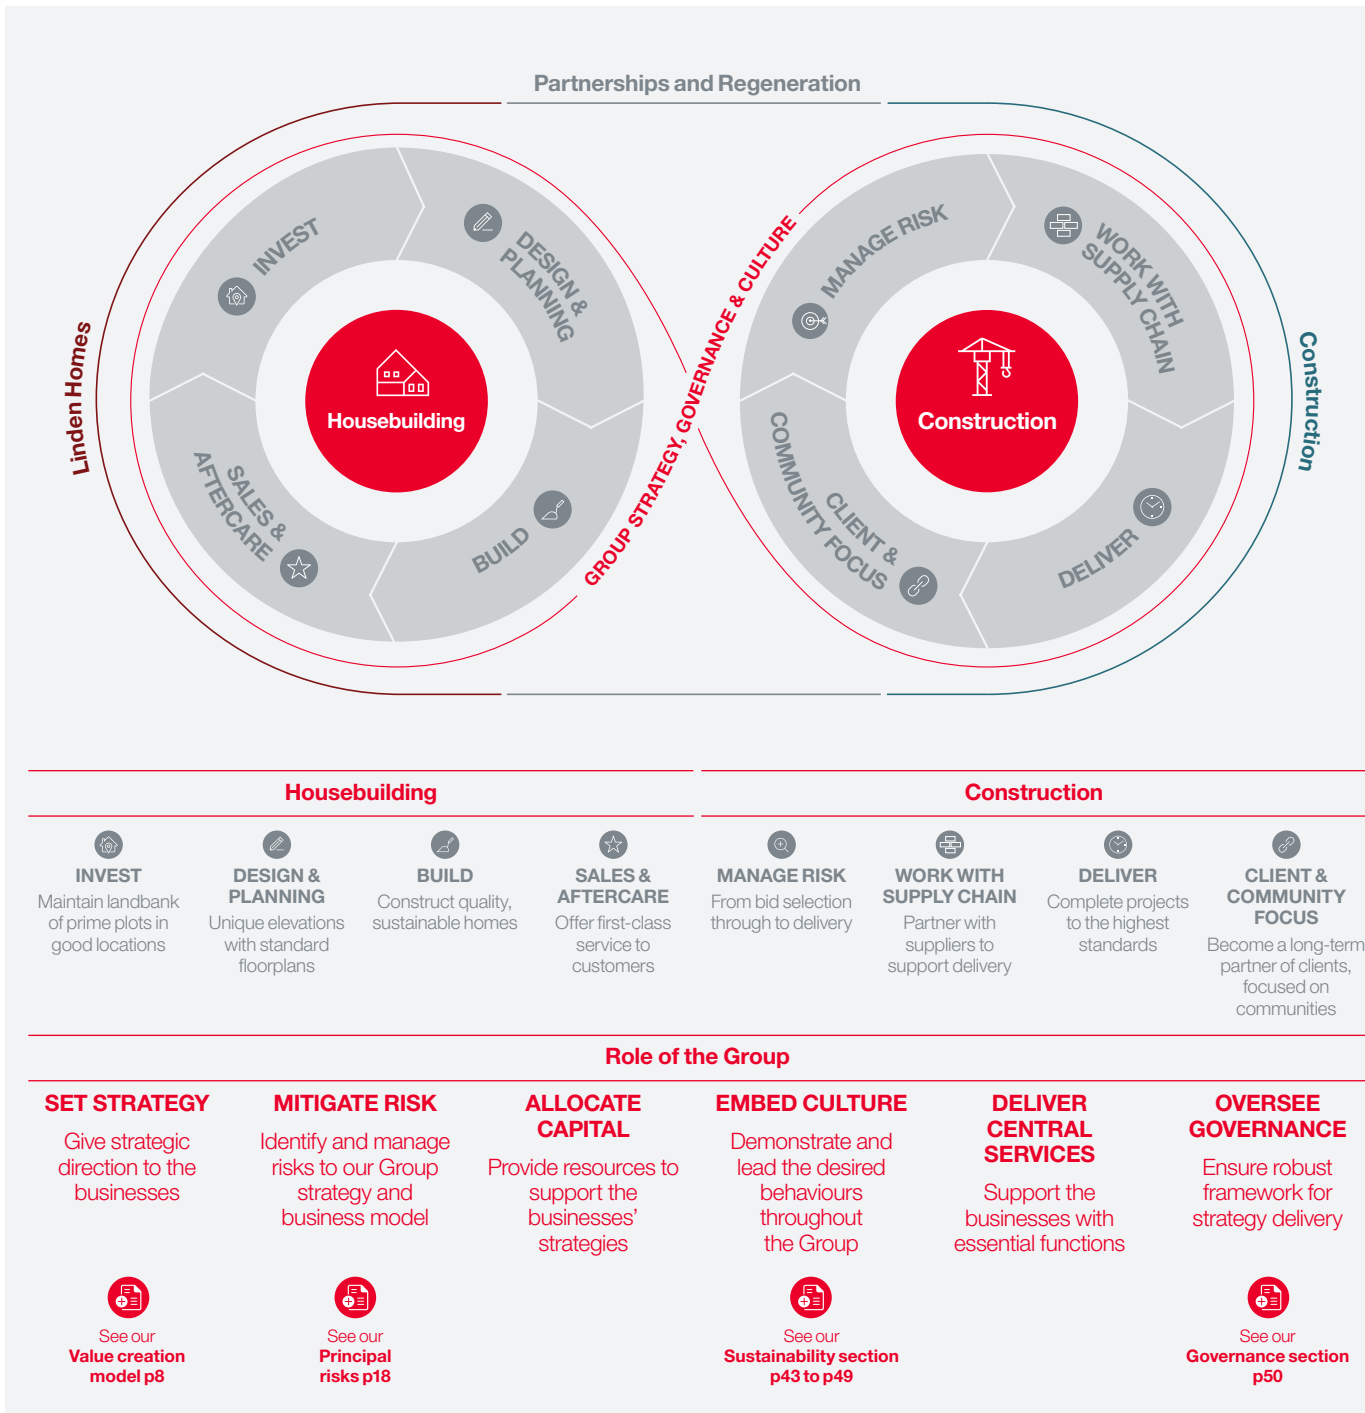 Partnerships and Regeneration
Linden Homes
INVEST
DESIGN &
PLANNING
Housebuilding
SALES &
AFTERCARE
BUILD
GROUP STRATEGY, GOVERNANCE & CULTURE
MANAGE RISK
WORK WITH
SUPPLY CHAIN
Construction
CLIENT &
COMMUNITY FOCUS
DELIVER
Construction
Housebuilding
INVEST
Maintain landbank
of prime plots in
good locations
DESIGN &
PLANNING
Unique elevations
with standard
floorplans
BUILD
Construct quality,
sustainable homes
SALES &
AFTERCARE
Offer first-class
service to
customers
Construction
MANAGE RISK
From bid selection
through to delivery
WORK WITH
SUPPLY CHAIN
Partner with
suppliers to
support delivery
DELIVER
Complete projects
to the highest
standards
CLIENT &
COMMUNITY
FOCUS
Become a long-term
partner of clients,
focused on
communities
Role of the Group
SET STRATEGY
Give strategic
direction to the
businesses
See our
Value creation
model p8
MITIGATE RISK
Identify and manage
risks to our Group
strategy and
business model
See our
Principal
risks p18
ALLOCATE
CAPITAL
Provide resources to
support the
businesses’
strategies
EMBED CULTURE
Demonstrate and
lead the desired
behaviours
throughout
the Group
See our
Sustainability section
p43 to p49
DELIVER
CENTRAL
SERVICES
Support the
businesses with
essential functions
OVERSEE
GOVERNANCE
Ensure robust
framework for
strategy delivery
See our
Governance section
p50